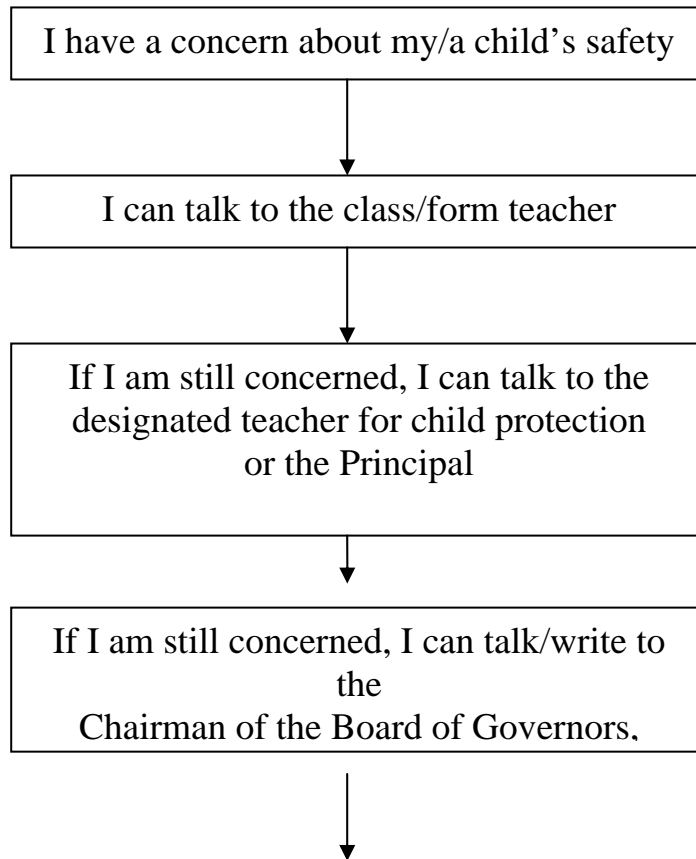 I have a concern about my/a child’s safety
I can talk to the class/form teacher
If I am still concerned, I can talk to the
designated teacher for child protection
or the Principal
If I am still concerned, I can talk/write to
the
Chairman of the Board of Governors,